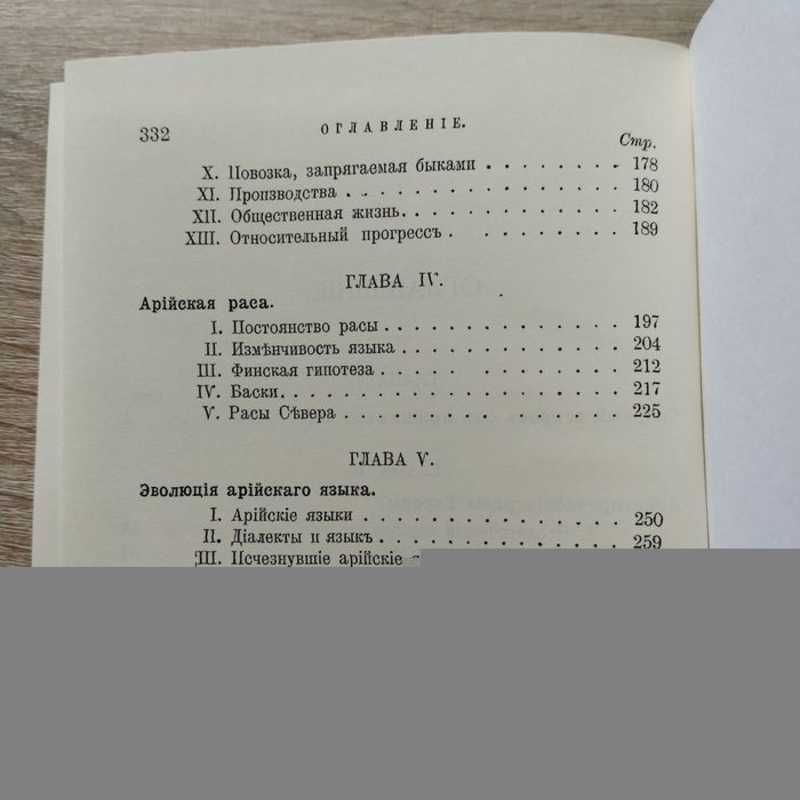 332 ОГЛАВЛЕНІЕ.
Стр.
X. Повозка, запрягаемая быками . . . . . . . . 178
XI. Производства . . . . . . . . . . . . . . 180
XII. Общественная жизнь. . . . . . . . . . . 182
XIII. Относительный прогрессъ . . . . . . . . . 189
ГЛАВА IV.
Арійская раса.
I. Постоянство расы . . . . . . . . . . . . . 197
II. Измѣнчивость языка . . . . . . . . . . . . 204
III. Финская гипотеза . . . . . . . . . . . . . 212
IV. Баски. . . . . . . . . . . . . . . . . . 217
V. Расы Сѣвера . . . . . . . . . . . . . . . 225
ГЛАВА V.
Эволюція арійскаго языка.
I. Арійскіе языки . . . . . . . . . . . . . . 250
II. Діалекты и языкъ . . . . . . . . . . . . . 259
III. Исчезнувшіе арійскіе